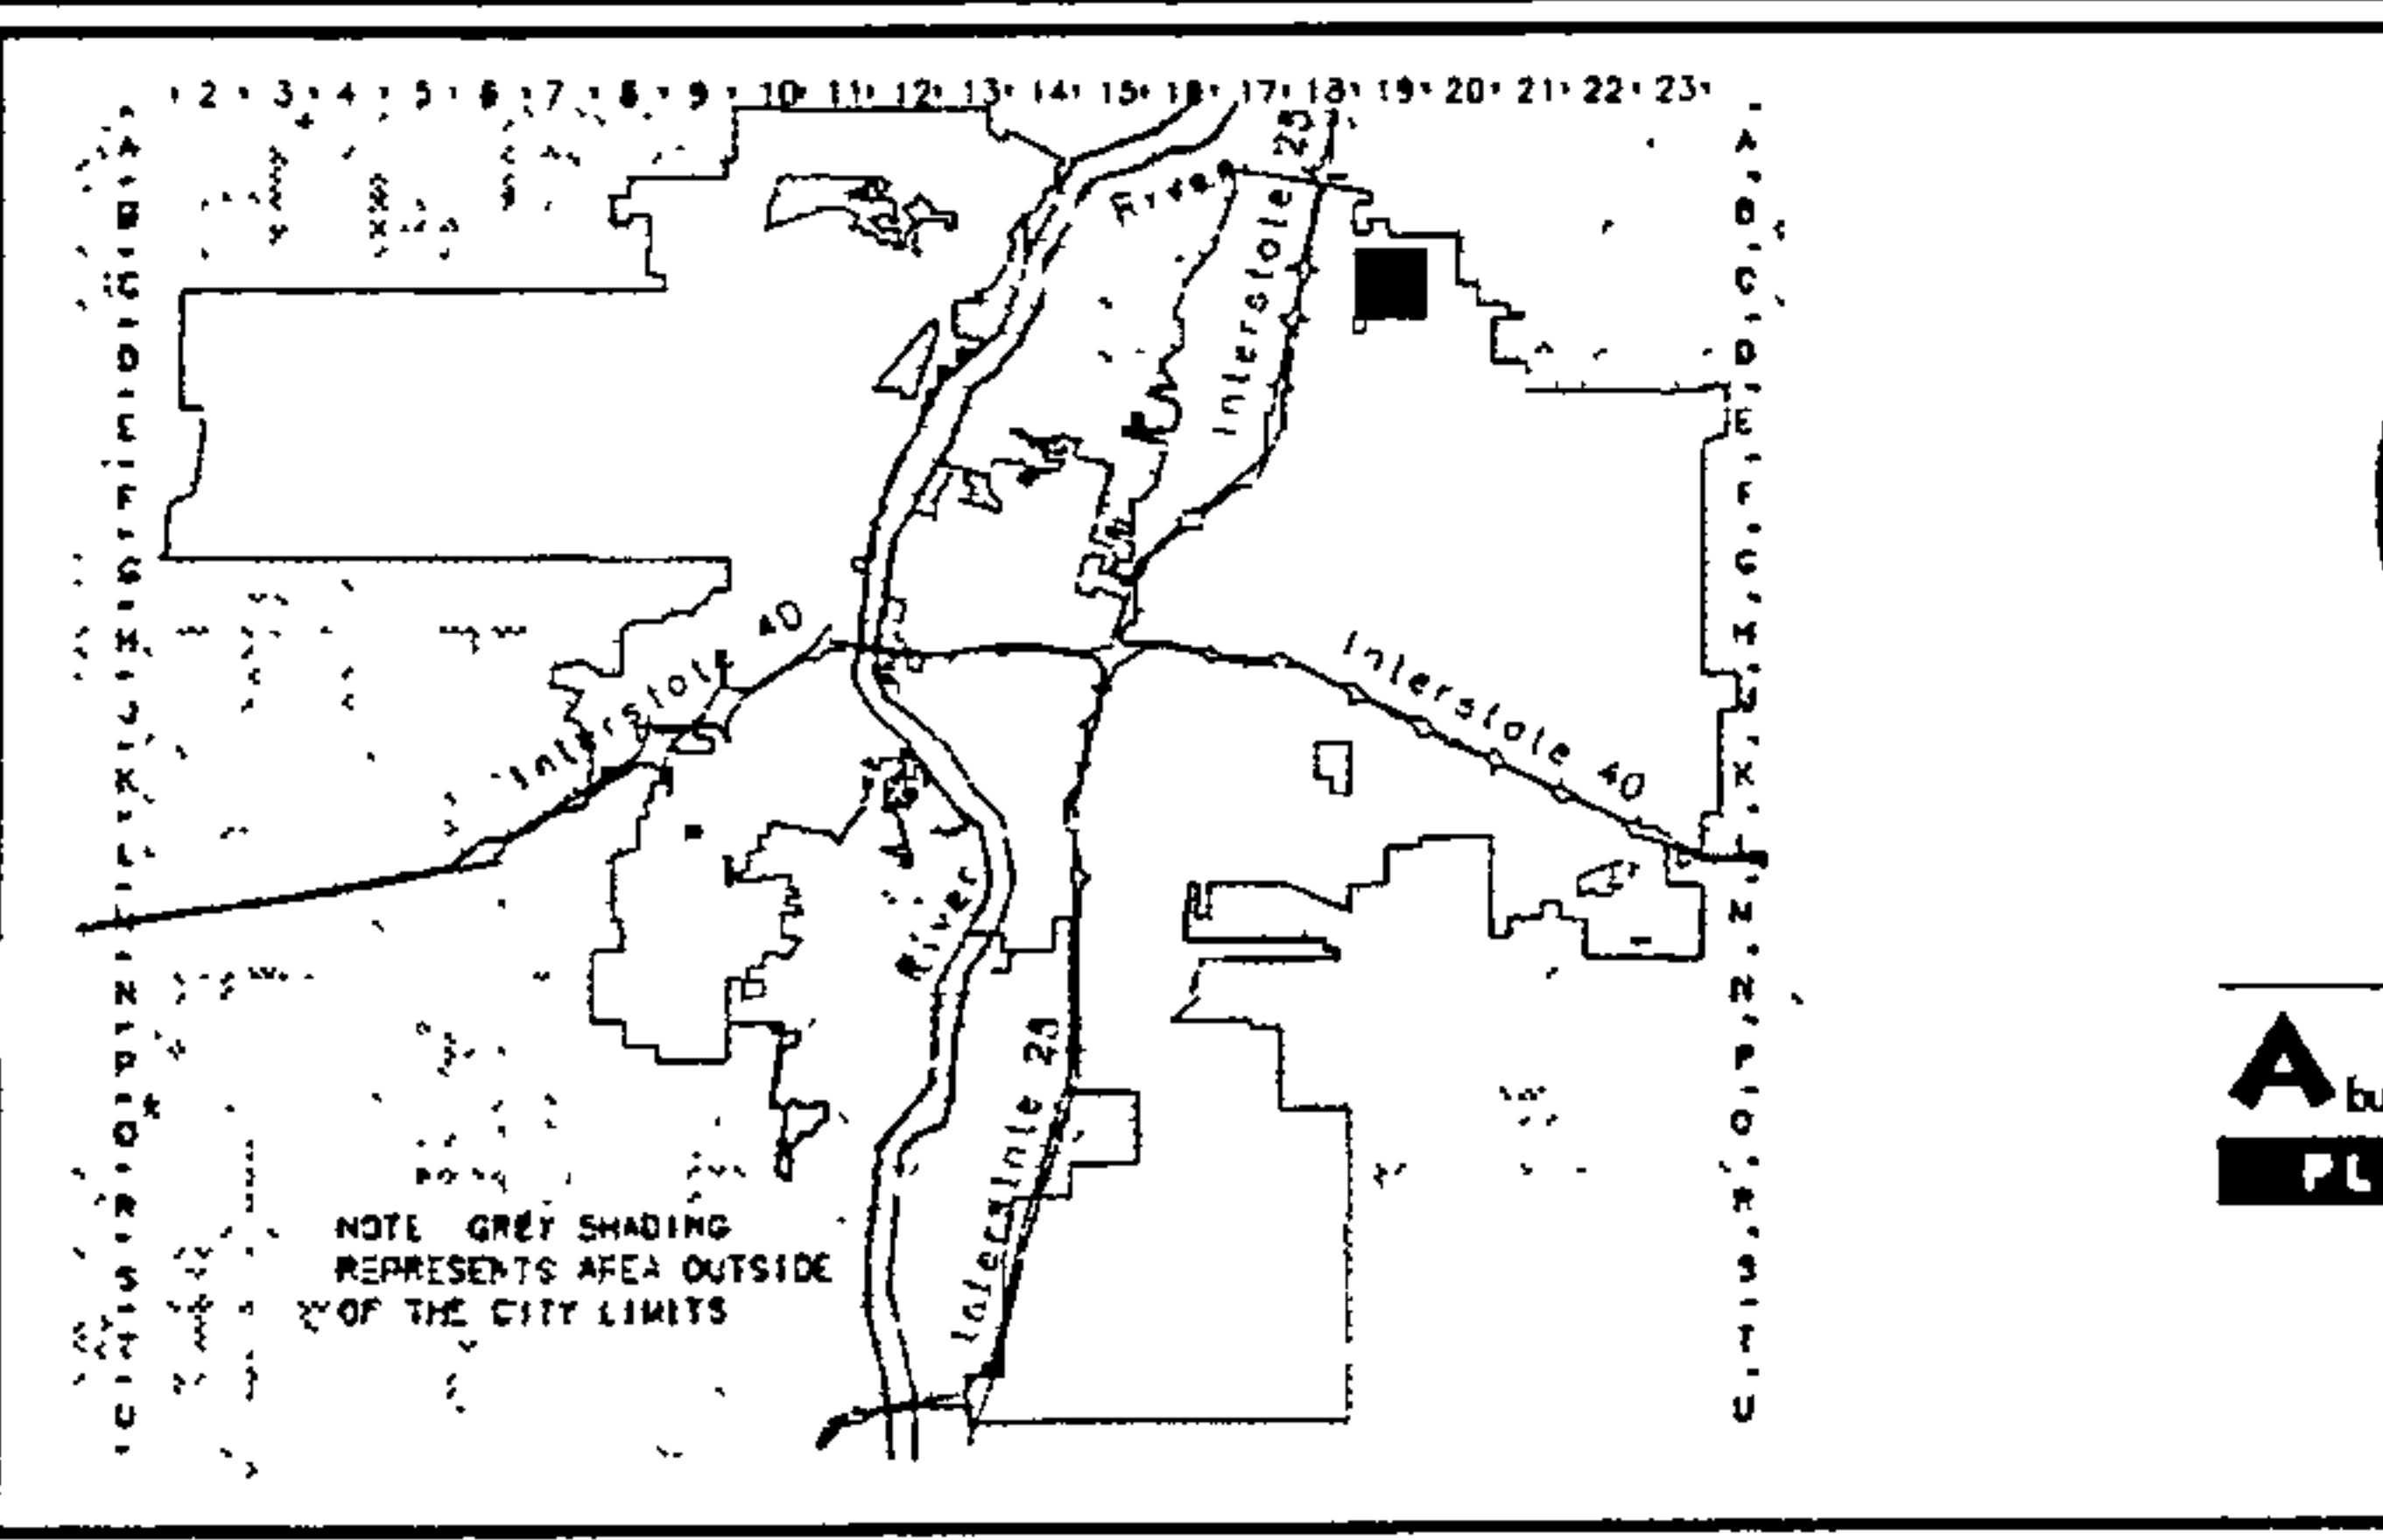 2 3 4 5 6 7 8 9 10 11 12 13 14 15 16 17 18 19 20 21 22 23
A A
B B
C C
D D
E E
F F
G G
H H
J J
K K
L L
M M
N N
P P
Q Q
R R
S S
T T
U U
Interstate 25
Interstate 40
Interstate 40
River
Interstate 25
NOTE GREY SHADING
REPRESENTS AREA OUTSIDE
OF THE CITY LIMITS